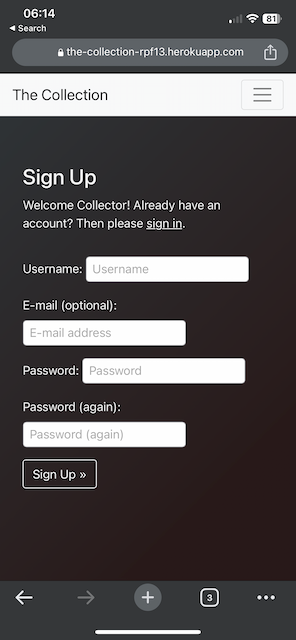 06:14
81
◀ Search
the-collection-rpf13.herokuapp.com
The Collection
Sign Up
Welcome Collector! Already have an
account? Then please sign in.
Username: Username
E-mail (optional):
E-mail address
Password: Password
Password (again):
Password (again)
Sign Up »
3